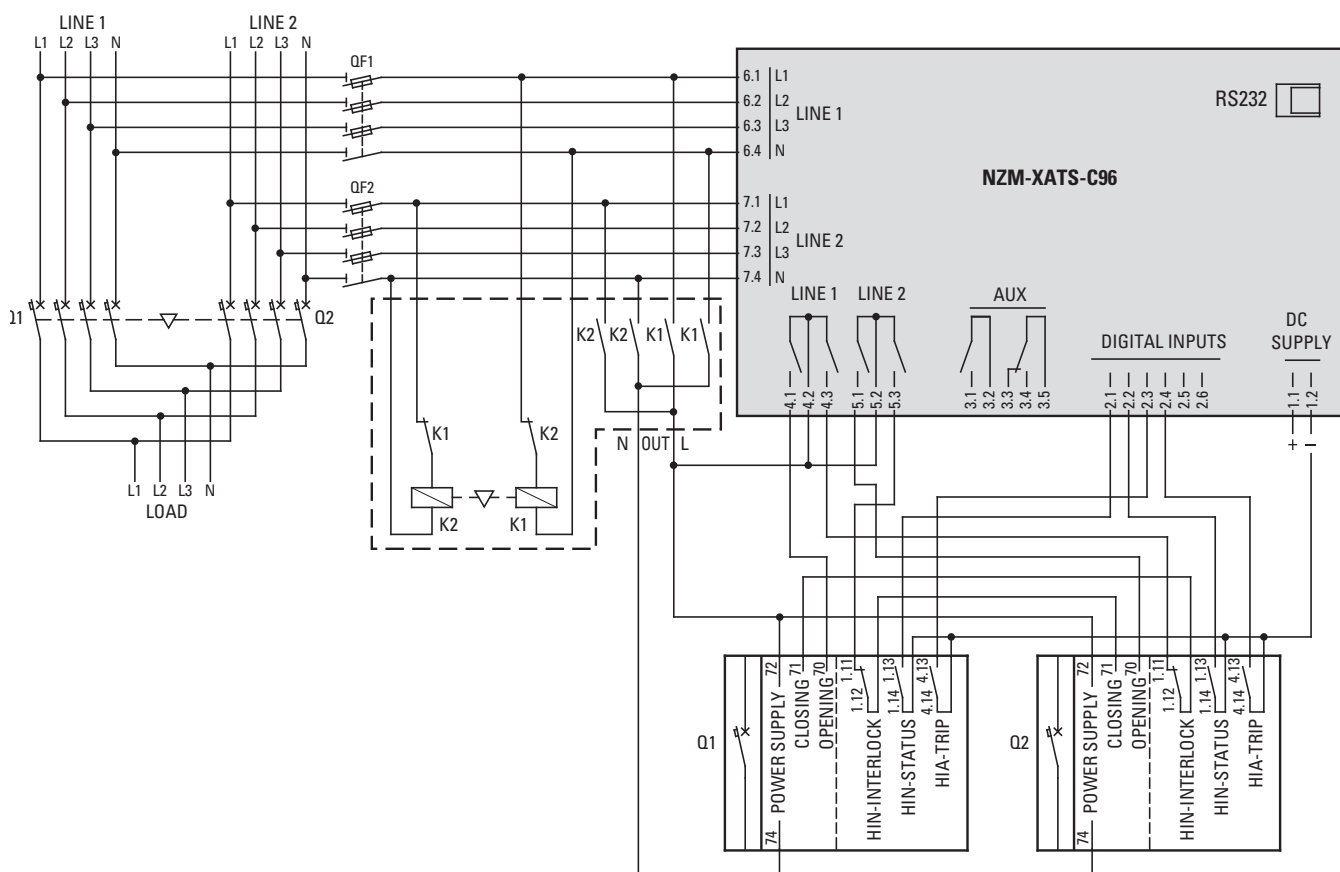 LINE 1 LINE 2
L1 L2 L3 N L1 L2 L3 N
QF1
6.1 L1
6.2 L2
LINE 1
6.3 L3
6.4 N
RS232
NZM-XATS-C96
QF2
7.1 L1
7.2 L2
LINE 2
7.3 L3
7.4 N
Q1 Q2
K2 K2 K1 K1
LINE 1 LINE 2 AUX DIGITAL INPUTS DC
SUPPLY
4.1 4.2 4.3 5.1 5.2 5.3 3.1 3.2 3.3 3.4 3.5 2.1 2.2 2.3 2.4 2.5 2.6 1.1 1.2
+ –
K1 K2
N OUT L
L1 L2 L3 N
LOAD
K2 K1
Q1
72 71 70 1.11 1.13 4.13
1.12 1.14 4.14
POWER SUPPLY
CLOSING
OPENING
HIN-INTERLOCK
HIN-STATUS
HIA-TRIP
74
Q2
72 71 70 1.11 1.13 4.13
1.12 1.14 4.14
POWER SUPPLY
CLOSING
OPENING
HIN-INTERLOCK
HIN-STATUS
HIA-TRIP
74